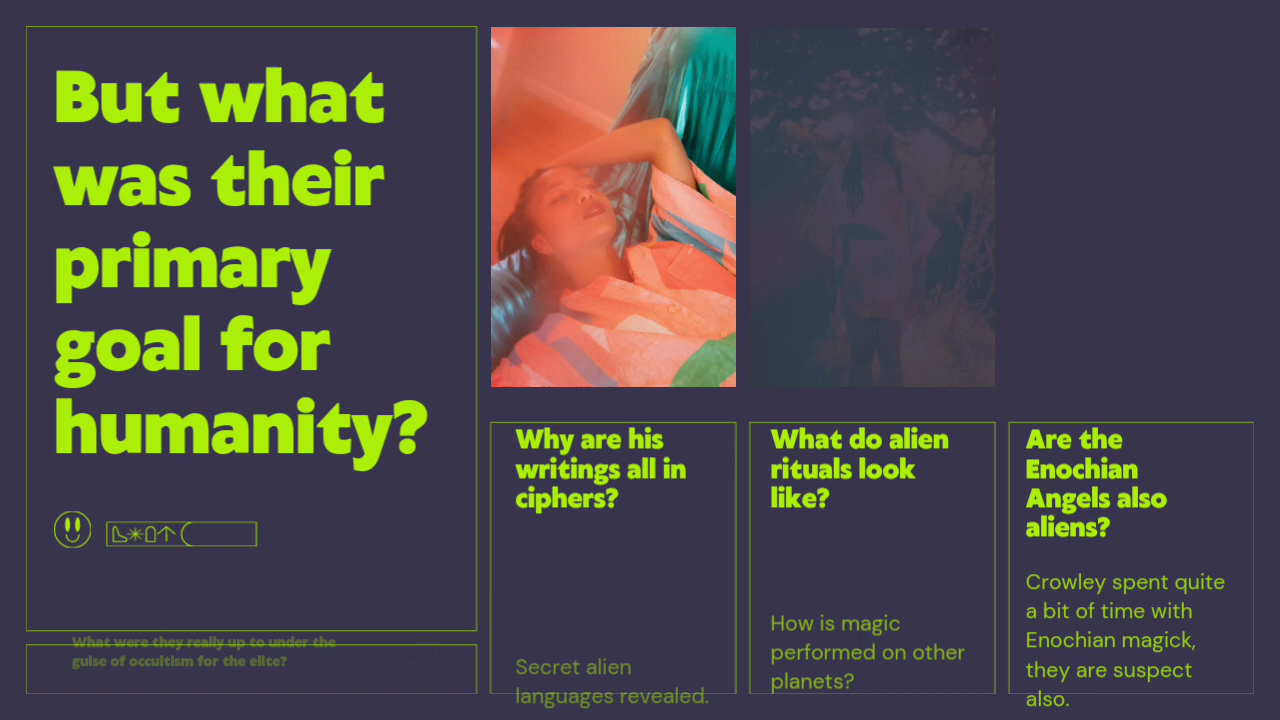 But what
was their
primary
goal for
humanity?
What were they really up to under the
guise of occultism for the elite?
Why are his
writings all in
ciphers?
Secret alien
languages revealed.
What do alien
rituals look
like?
How is magic
performed on other
planets?
Are the
Enochian
Angels also
aliens?
Crowley spent quite
a bit of time with
Enochian magick,
they are suspect
also.